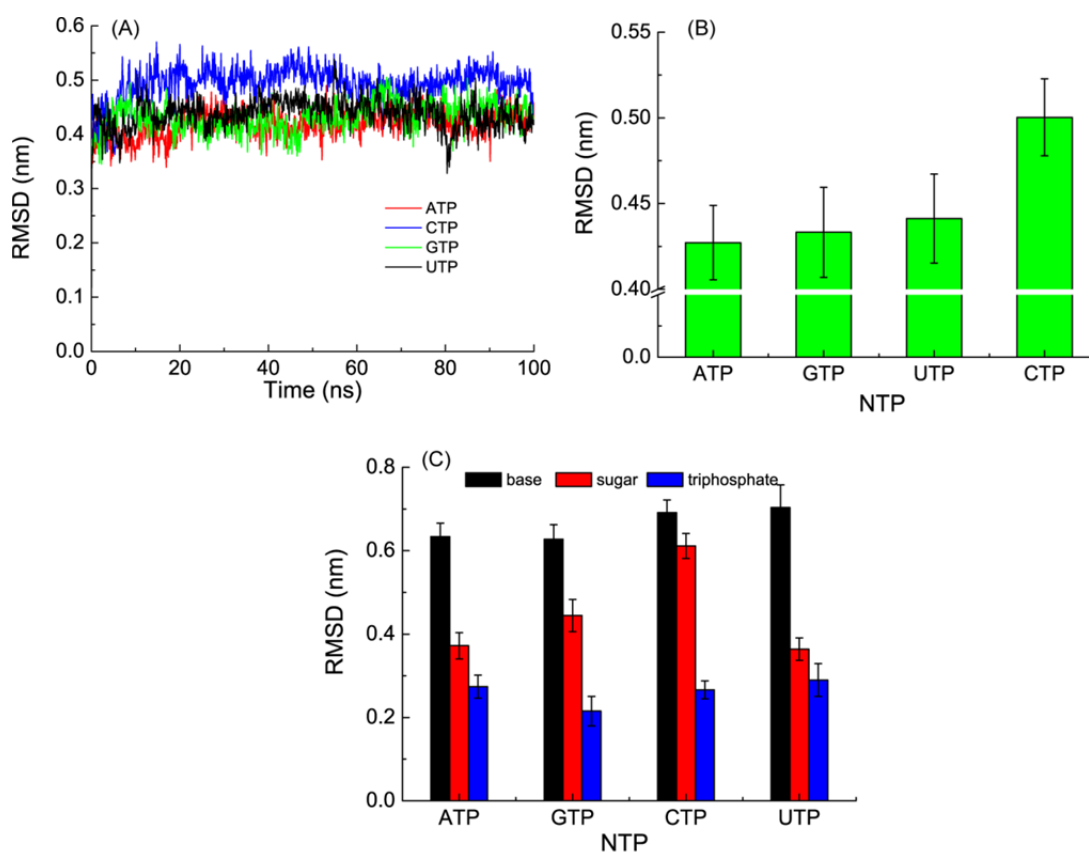 (A)
0.6
0.5
0.4
0.3
0.2
0.1
0.0
RMSD (nm)
ATP
CTP
GTP
UTP
0 20 40 60 80 100
Time (ns)
(B)
0.55
0.50
0.45
0.40
0.0
RMSD (nm)
ATP GTP UTP CTP
NTP
(C)
base sugar triphosphate
0.8
0.6
0.4
0.2
0.0
RMSD (nm)
ATP GTP CTP UTP
NTP